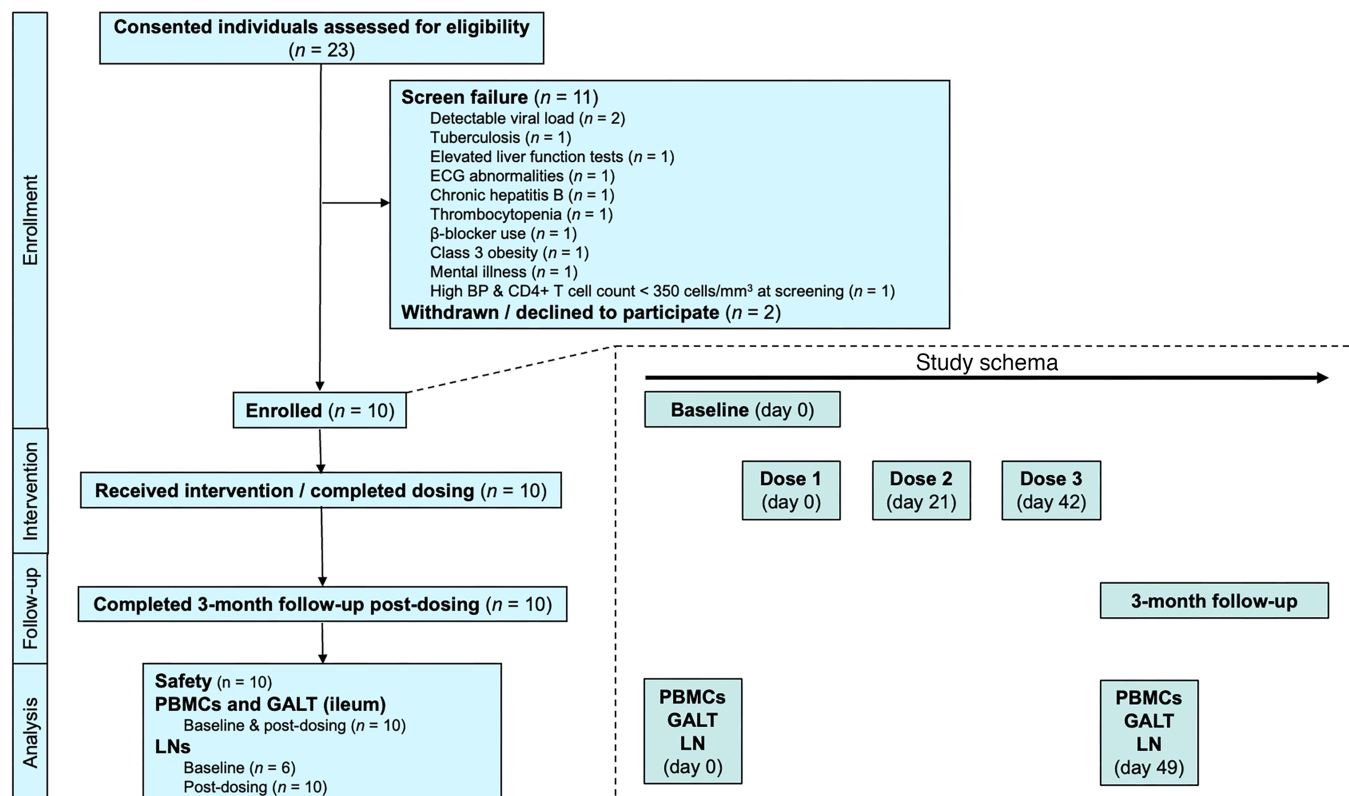 Consented individuals assessed for eligibility
(n = 23)
Screen failure (n = 11)
Detectable viral load (n = 2)
Tuberculosis (n = 1)
Elevated liver function tests (n = 1)
ECG abnormalities (n = 1)
Chronic hepatitis B (n = 1)
Thrombocytopenia (n = 1)
β-blocker use (n = 1)
Class 3 obesity (n = 1)
Mental illness (n = 1)
High BP & CD4+ T cell count < 350 cells/mm³ at screening (n = 1)
Withdrawn / declined to participate (n = 2)
Enrollment
Enrolled (n = 10)
Intervention
Received intervention / completed dosing (n = 10)
Follow-up
Completed 3-month follow-up post-dosing (n = 10)
Analysis
Safety (n = 10)
PBMCs and GALT (ileum)
Baseline & post-dosing (n = 10)
LNs
Baseline (n = 6)
Post-dosing (n = 10)
Study schema
Baseline (day 0)
Dose 1
(day 0)
Dose 2
(day 21)
Dose 3
(day 42)
3-month follow-up
PBMCs
GALT
LN
(day 0)
PBMCs
GALT
LN
(day 49)